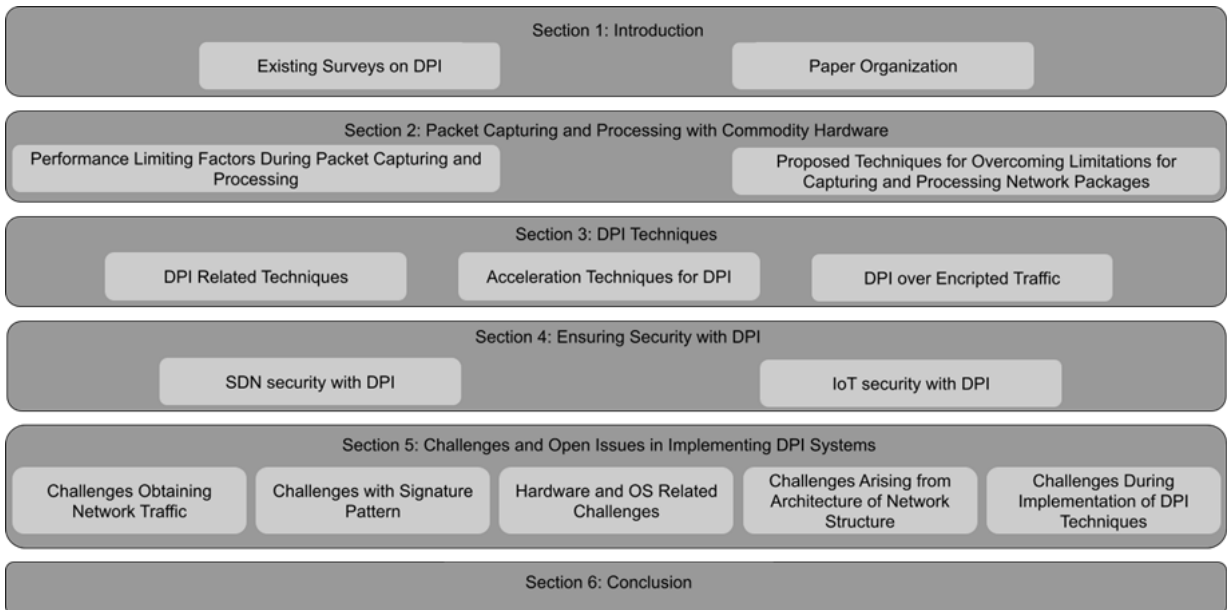 Section 1: Introduction
Existing Surveys on DPI
Paper Organization
Section 2: Packet Capturing and Processing with Commodity Hardware
Performance Limiting Factors During Packet Capturing and
Processing
Proposed Techniques for Overcoming Limitations for
Capturing and Processing Network Packages
Section 3: DPI Techniques
DPI Related Techniques
Acceleration Techniques for DPI
DPI over Encripted Traffic
Section 4: Ensuring Security with DPI
SDN security with DPI
IoT security with DPI
Section 5: Challenges and Open Issues in Implementing DPI Systems
Challenges Obtaining
Network Traffic
Challenges with Signature
Pattern
Hardware and OS Related
Challenges
Challenges Arising from
Architecture of Network
Structure
Challenges During
Implementation of DPI
Techniques
Section 6: Conclusion